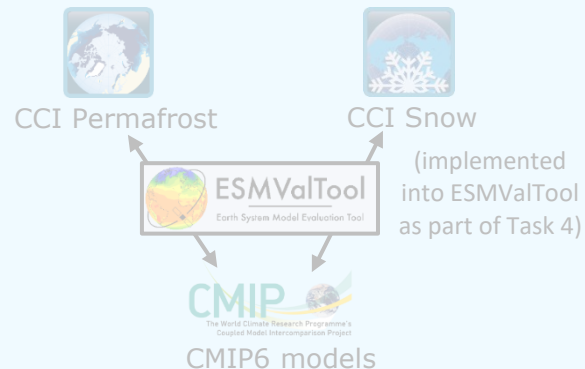 CCI Permafrost
CCI Snow
(implemented
into ESMValTool
as part of Task 4)
ESMValTool
Earth System Model Evaluation Tool
CMIP
The World Climate Research Programme's
Coupled Model Intercomparison Project
CMIP6 models